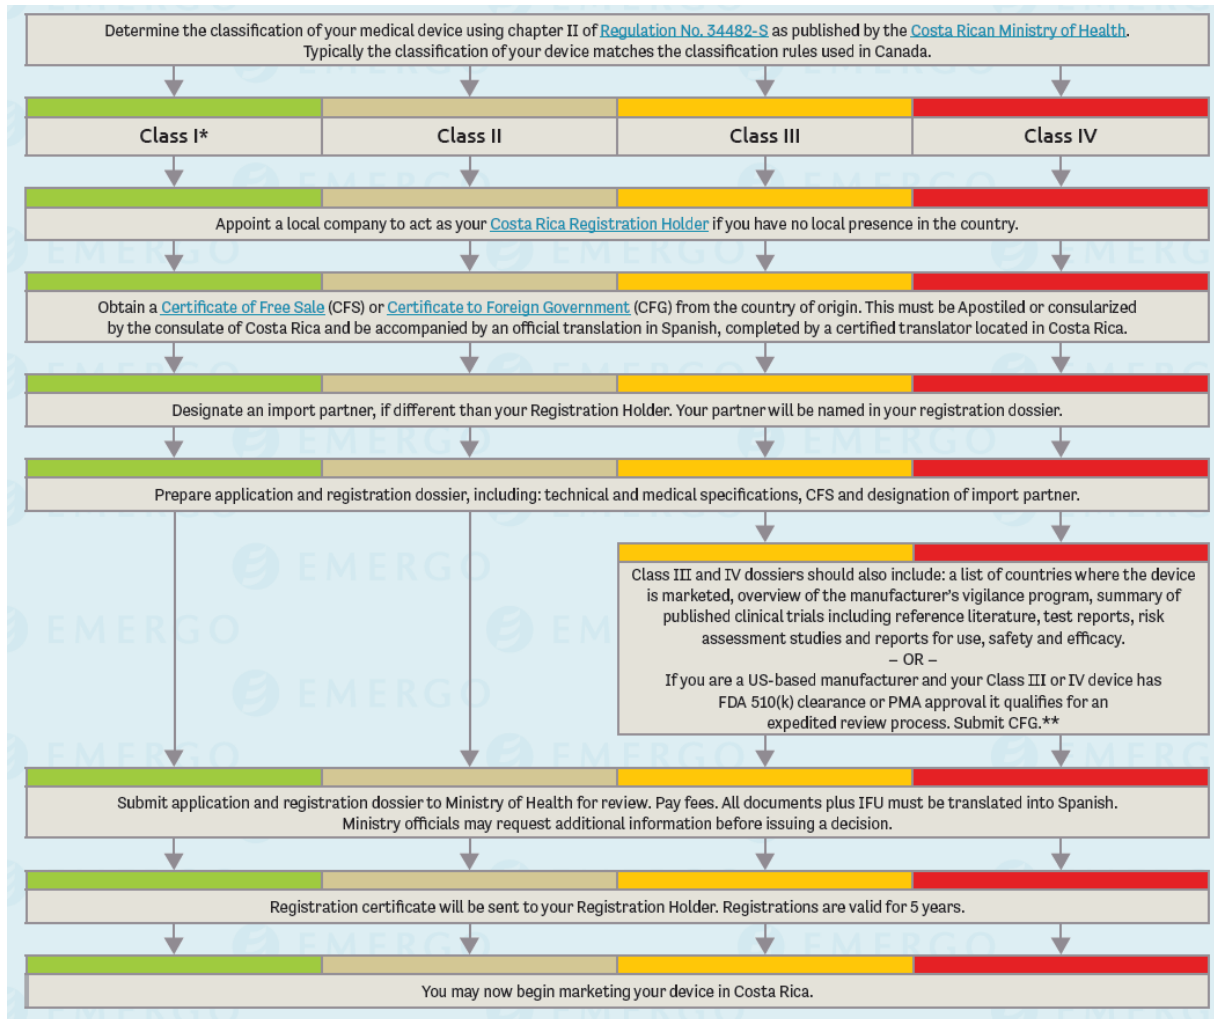 Determine the classification of your medical device using chapter II of Regulation No. 34482-S as published by the Costa Rican Ministry of Health.
Typically the classification of your device matches the classification rules used in Canada.
Class I*
Class II
Class III
Class IV
Appoint a local company to act as your Costa Rica Registration Holder if you have no local presence in the country.
Obtain a Certificate of Free Sale (CFS) or Certificate to Foreign Government (CFG) from the country of origin. This must be Apostiled or consularized
by the consulate of Costa Rica and be accompanied by an official translation in Spanish, completed by a certified translator located in Costa Rica.
Designate an import partner, if different than your Registration Holder. Your partner will be named in your registration dossier.
Prepare application and registration dossier, including: technical and medical specifications, CFS and designation of import partner.
Class III and IV dossiers should also include: a list of countries where the device
is marketed, overview of the manufacturer's vigilance program, summary of
published clinical trials including reference literature, test reports, risk
assessment studies and reports for use, safety and efficacy.
– OR –
If you are a US-based manufacturer and your Class III or IV device has
FDA 510(k) clearance or PMA approval it qualifies for an
expedited review process. Submit CFG.**
EMERGO
EMERGO
EMERGO
Submit application and registration dossier to Ministry of Health for review. Pay fees. All documents plus IFU must be translated into Spanish.
Ministry officials may request additional information before issuing a decision.
Registration certificate will be sent to your Registration Holder. Registrations are valid for 5 years.
You may now begin marketing your device in Costa Rica.